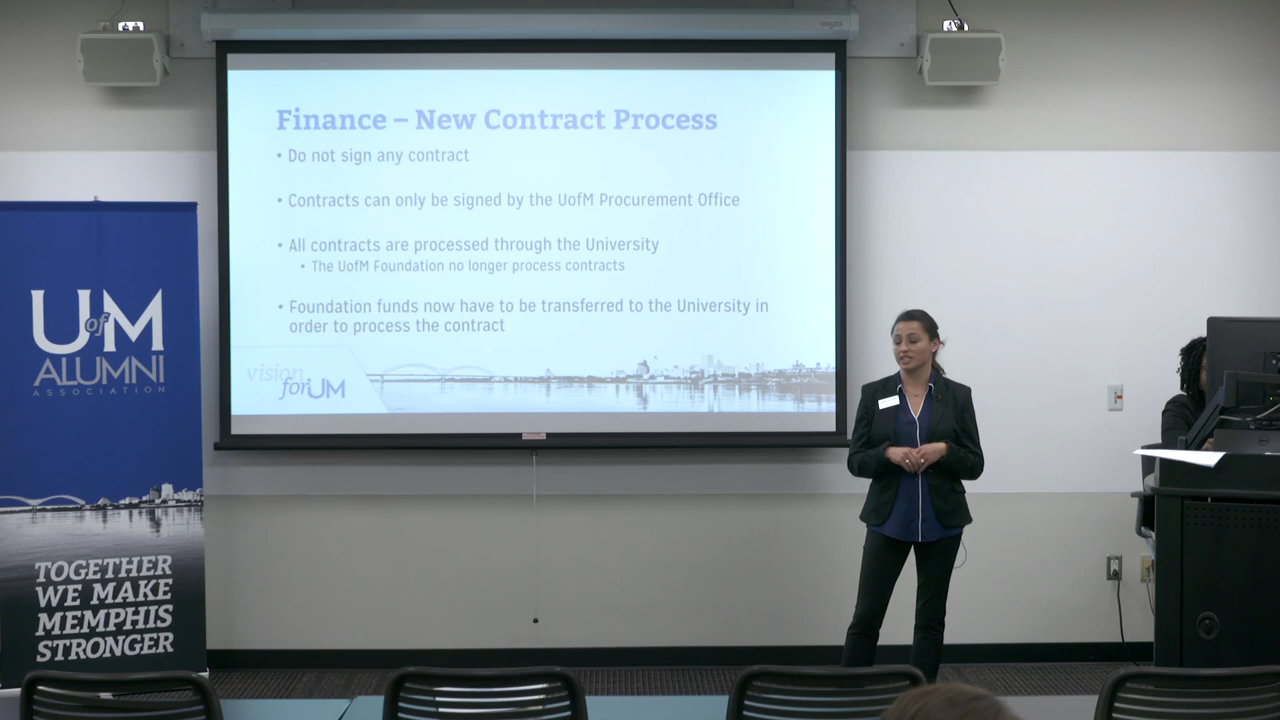 Finance – New Contract Process
• Do not sign any contract
• Contracts can only be signed by the UofM Procurement Office
• All contracts are processed through the University
• The UofM Foundation no longer process contracts
• Foundation funds now have to be transferred to the University in
order to process the contract
vision
for UM
UofM
ALUMNI
ASSOCIATION
TOGETHER
WE MAKE
MEMPHIS
STRONGER